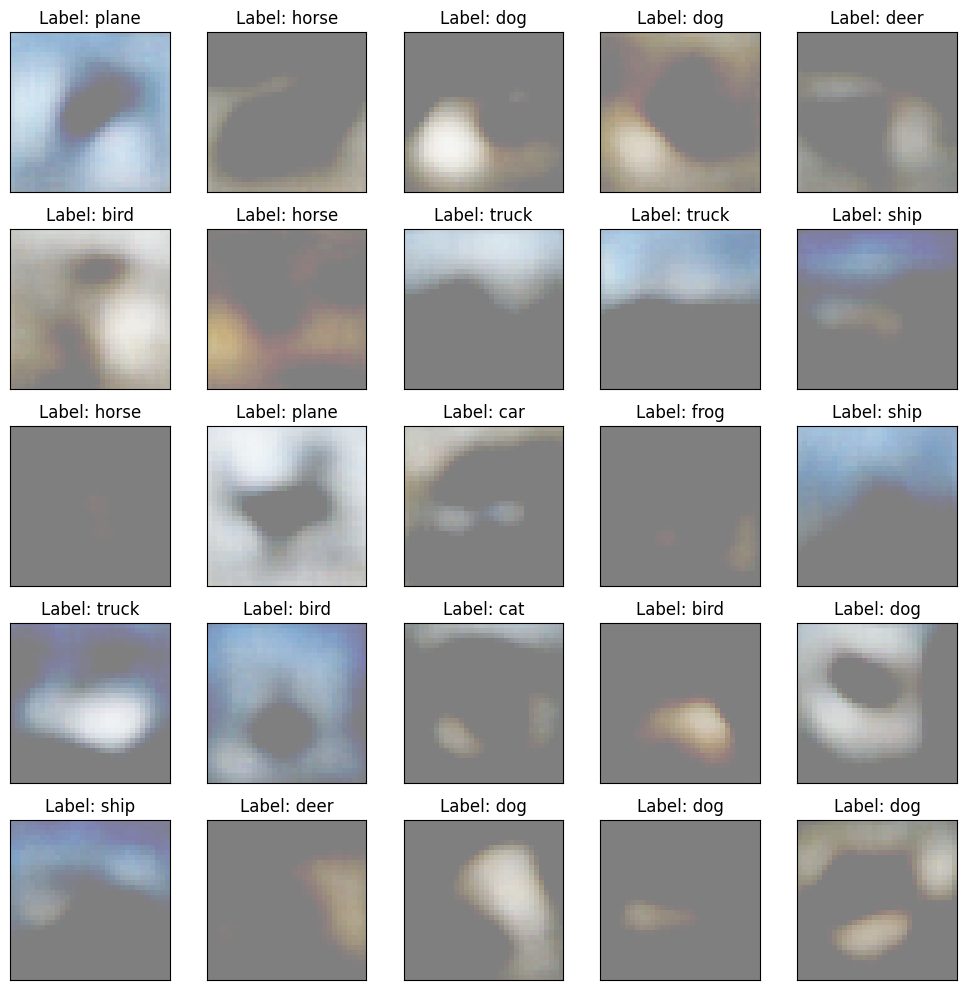 Label: plane Label: horse Label: dog Label: dog Label: deer
Label: bird Label: horse Label: truck Label: truck Label: ship
Label: horse Label: plane Label: car Label: frog Label: ship
Label: truck Label: bird Label: cat Label: bird Label: dog
Label: ship Label: deer Label: dog Label: dog Label: dog